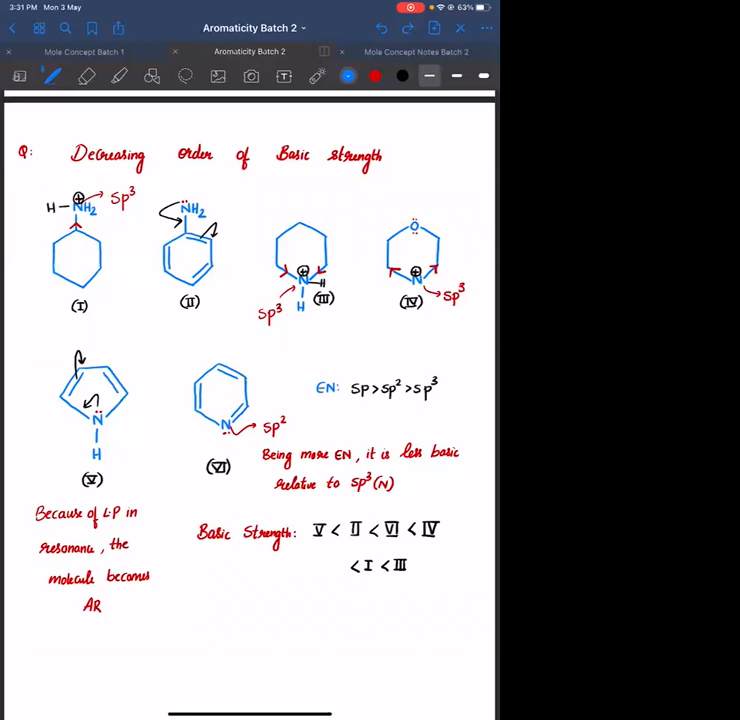 3:31 PM Mon 3 May
63%
Aromaticity Batch 2
Mole Concept Batch 1
Aromaticity Batch 2
Mole Concept Notes Batch 2
Q: Decreasing order of Basic strength
H–NH₂ ⊕ sp³
NH₂
O
N ⊕ H
H
sp³
N ⊕
sp³
(I)
(II)
(III)
(IV)
N
H
N
sp²
(V)
(VI)
EN: sp > sp² > sp³
Being more EN, it is less basic
relative to sp³(N)
Because of L.P in
resonance, the
molecule becomes
AR
Basic Strength: V < II < VI < IV
< I < III